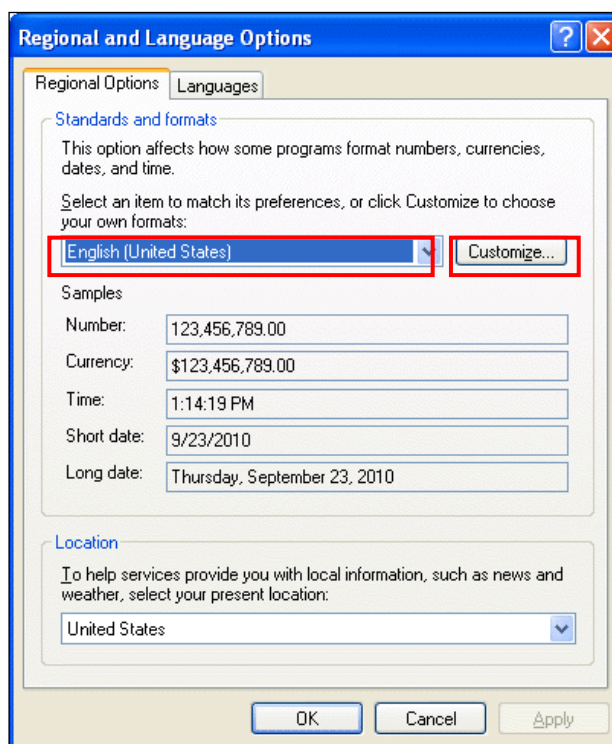 Regional and Language Options
Regional Options
Languages
Standards and formats
This option affects how some programs format numbers, currencies,
dates, and time.
Select an item to match its preferences, or click Customize to choose
your own formats:
English (United States)
Customize...
Samples
Number: 123,456,789.00
Currency: $123,456,789.00
Time: 1:14:19 PM
Short date: 9/23/2010
Long date: Thursday, September 23, 2010
Location
To help services provide you with local information, such as news and
weather, select your present location:
United States
OK Cancel Apply